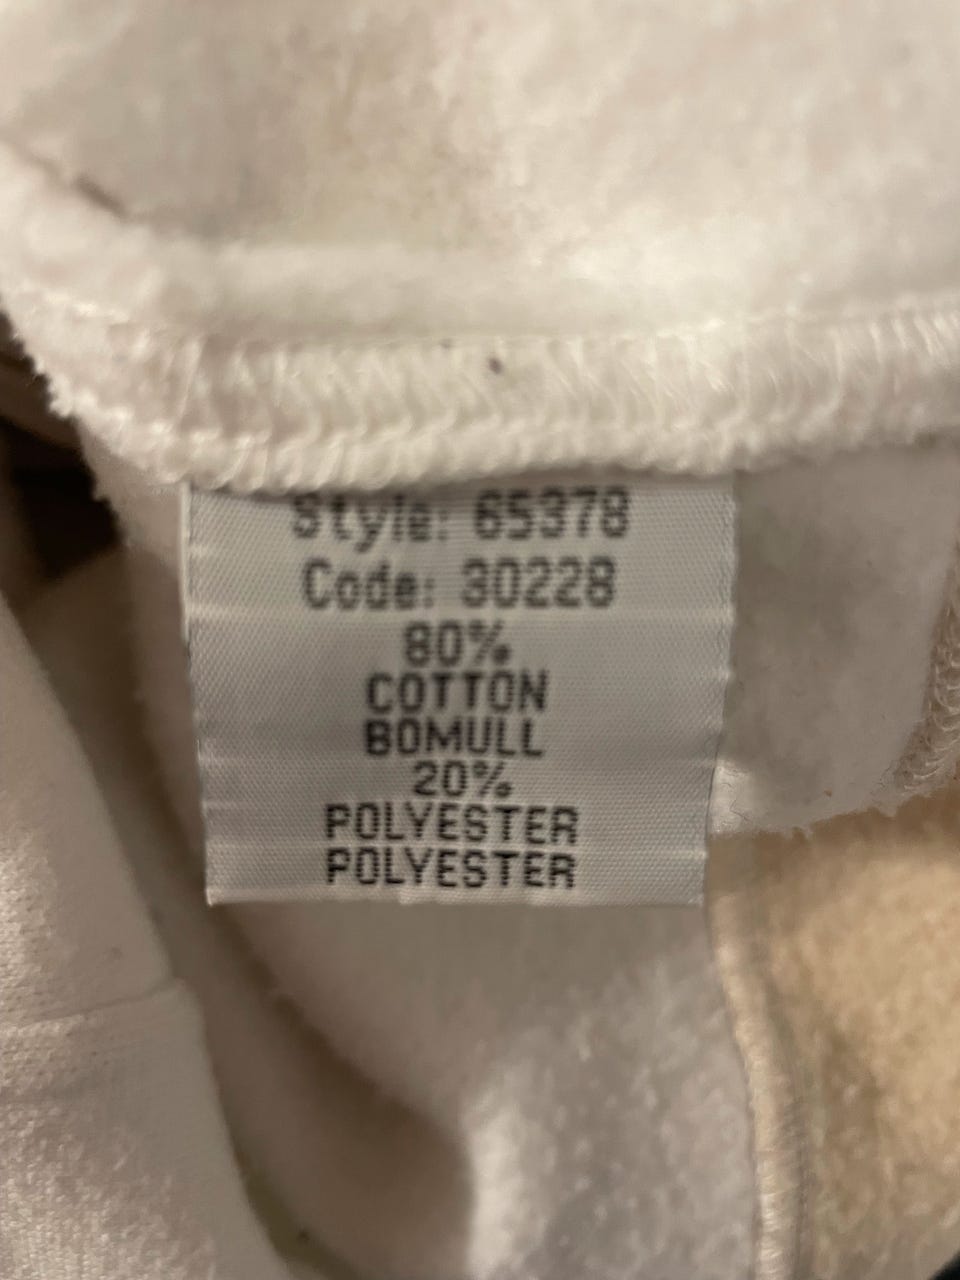 Style: 65378
Code: 30228
80%
COTTON
BOMULL
20%
POLYESTER
POLYESTER